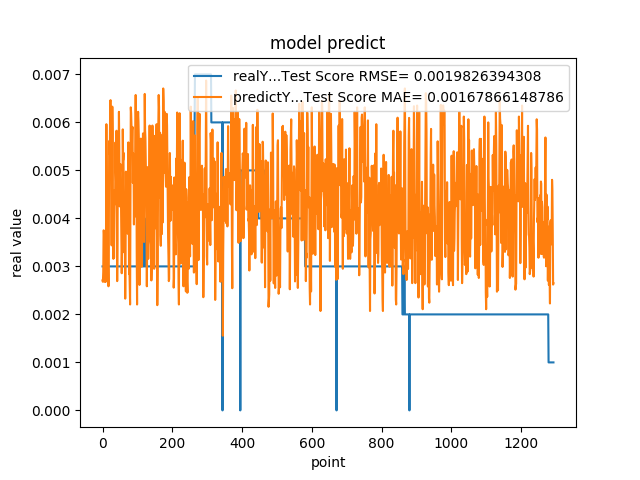 model predict
realY...Test Score RMSE= 0.0019826394308
predictY...Test Score MAE= 0.00167866148786
0.007
0.006
0.005
0.004
0.003
0.002
0.001
0.000
real value
0 200 400 600 800 1000 1200
point